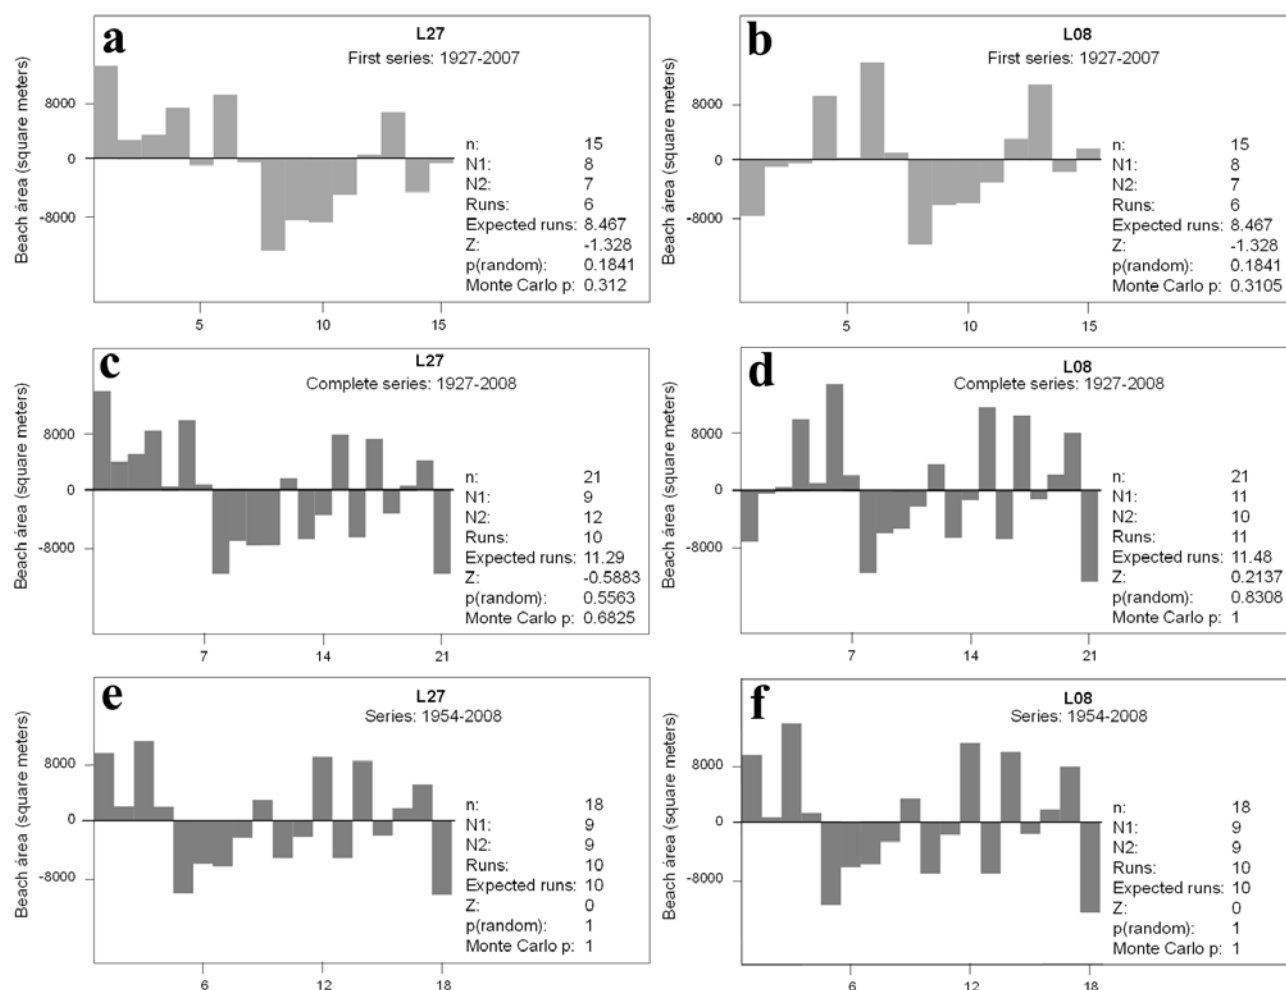 a
L27
First series: 1927-2007
Beach área (square meters)
8000
0
-8000
n: 15
N1: 8
N2: 7
Runs: 6
Expected runs: 8.467
Z: -1.328
p(random): 0.1841
Monte Carlo p: 0.312
5 10 15
b
L08
First series: 1927-2007
Beach área (square meters)
8000
0
-8000
n: 15
N1: 8
N2: 7
Runs: 6
Expected runs: 8.467
Z: -1.328
p(random): 0.1841
Monte Carlo p: 0.3105
5 10 15
c
L27
Complete series: 1927-2008
Beach área (square meters)
8000
0
-8000
n: 21
N1: 9
N2: 12
Runs: 10
Expected runs: 11.29
Z: -0.5883
p(random): 0.5563
Monte Carlo p: 0.6825
7 14 21
d
L08
Complete series: 1927-2008
Beach área (square meters)
8000
0
-8000
n: 21
N1: 11
N2: 10
Runs: 11
Expected runs: 11.48
Z: 0.2137
p(random): 0.8308
Monte Carlo p: 1
7 14 21
e
L27
Series: 1954-2008
Beach área (square meters)
8000
0
-8000
n: 18
N1: 9
N2: 9
Runs: 10
Expected runs: 10
Z: 0
p(random): 1
Monte Carlo p: 1
6 12 18
f
L08
Series: 1954-2008
Beach área (square meters)
8000
0
-8000
n: 18
N1: 9
N2: 9
Runs: 10
Expected runs: 10
Z: 0
p(random): 1
Monte Carlo p: 1
6 12 18